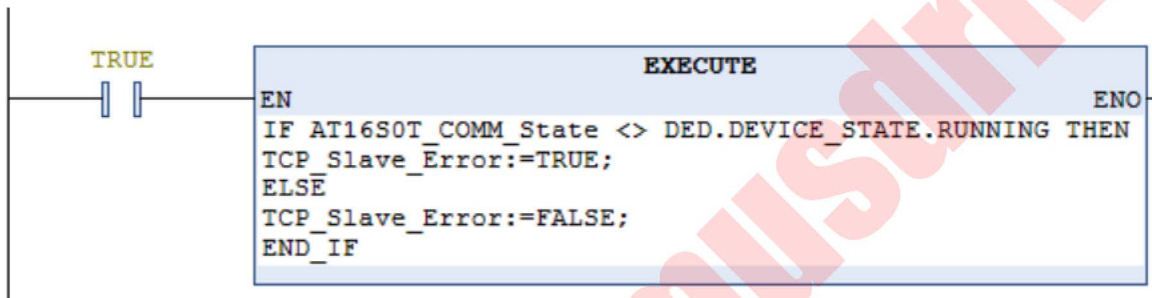 TRUE
EXECUTE
EN ENO
IF AT16S0T_COMM_State <> DED.DEVICE_STATE.RUNNING THEN
TCP_Slave_Error:=TRUE;
ELSE
TCP_Slave_Error:=FALSE;
END_IF